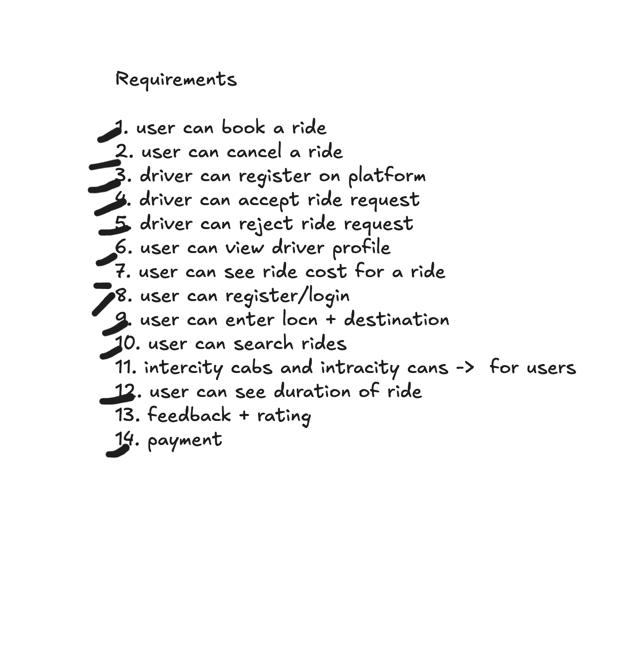 Requirements
1. user can book a ride
2. user can cancel a ride
3. driver can register on platform
4. driver can accept ride request
5. driver can reject ride request
6. user can view driver profile
7. user can see ride cost for a ride
8. user can register/login
9. user can enter locn + destination
10. user can search rides
11. intercity cabs and intracity cans -> for users
12. user can see duration of ride
13. feedback + rating
14. payment